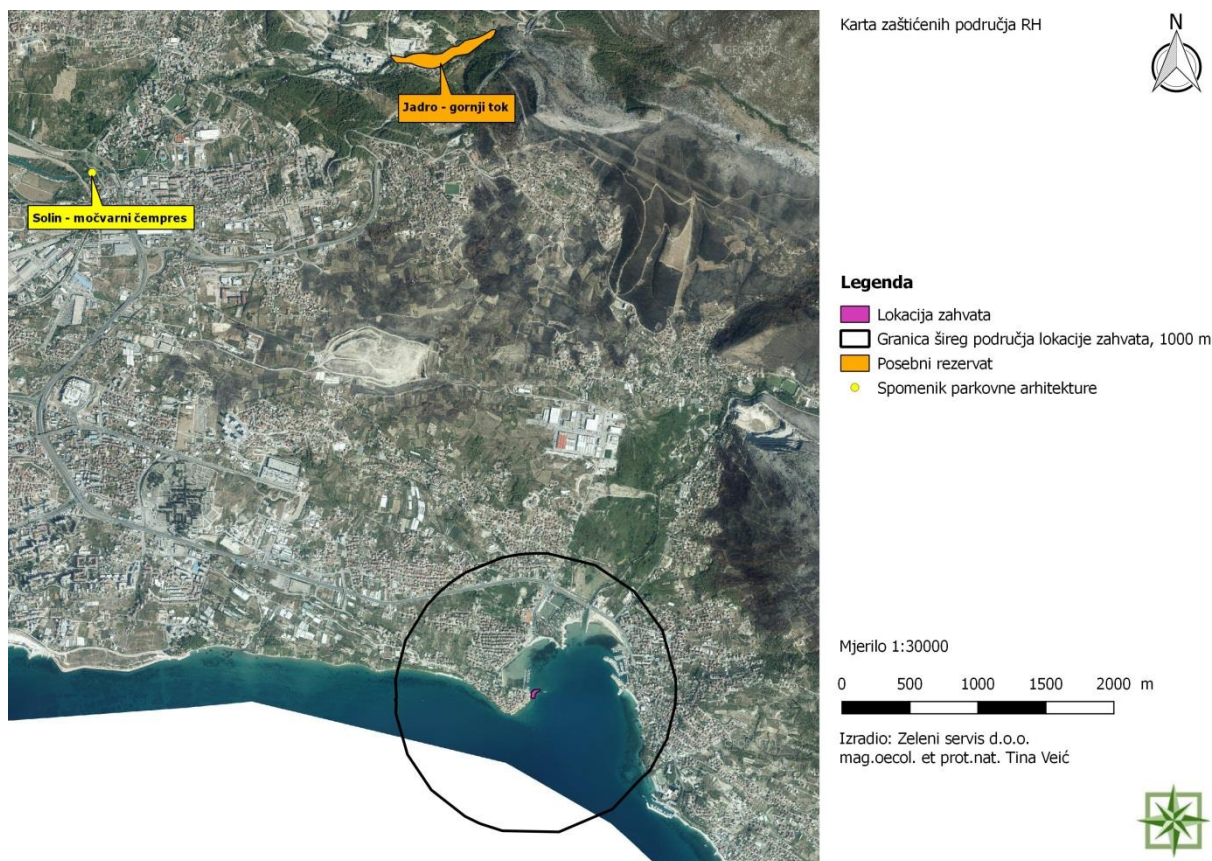 Karta zaštićenih područja RH
N
GEOPORTAL
Jadro - gornji tok
Solin - močvarni čempres
Legenda
Lokacija zahvata
Granica šireg područja lokacije zahvata, 1000 m
Posebni rezervat
Spomenik parkovne arhitekture
Mjerilo 1:30000
0 500 1000 1500 2000 m
Izradio: Zeleni servis d.o.o.
mag.oecol. et prot.nat. Tina Veić